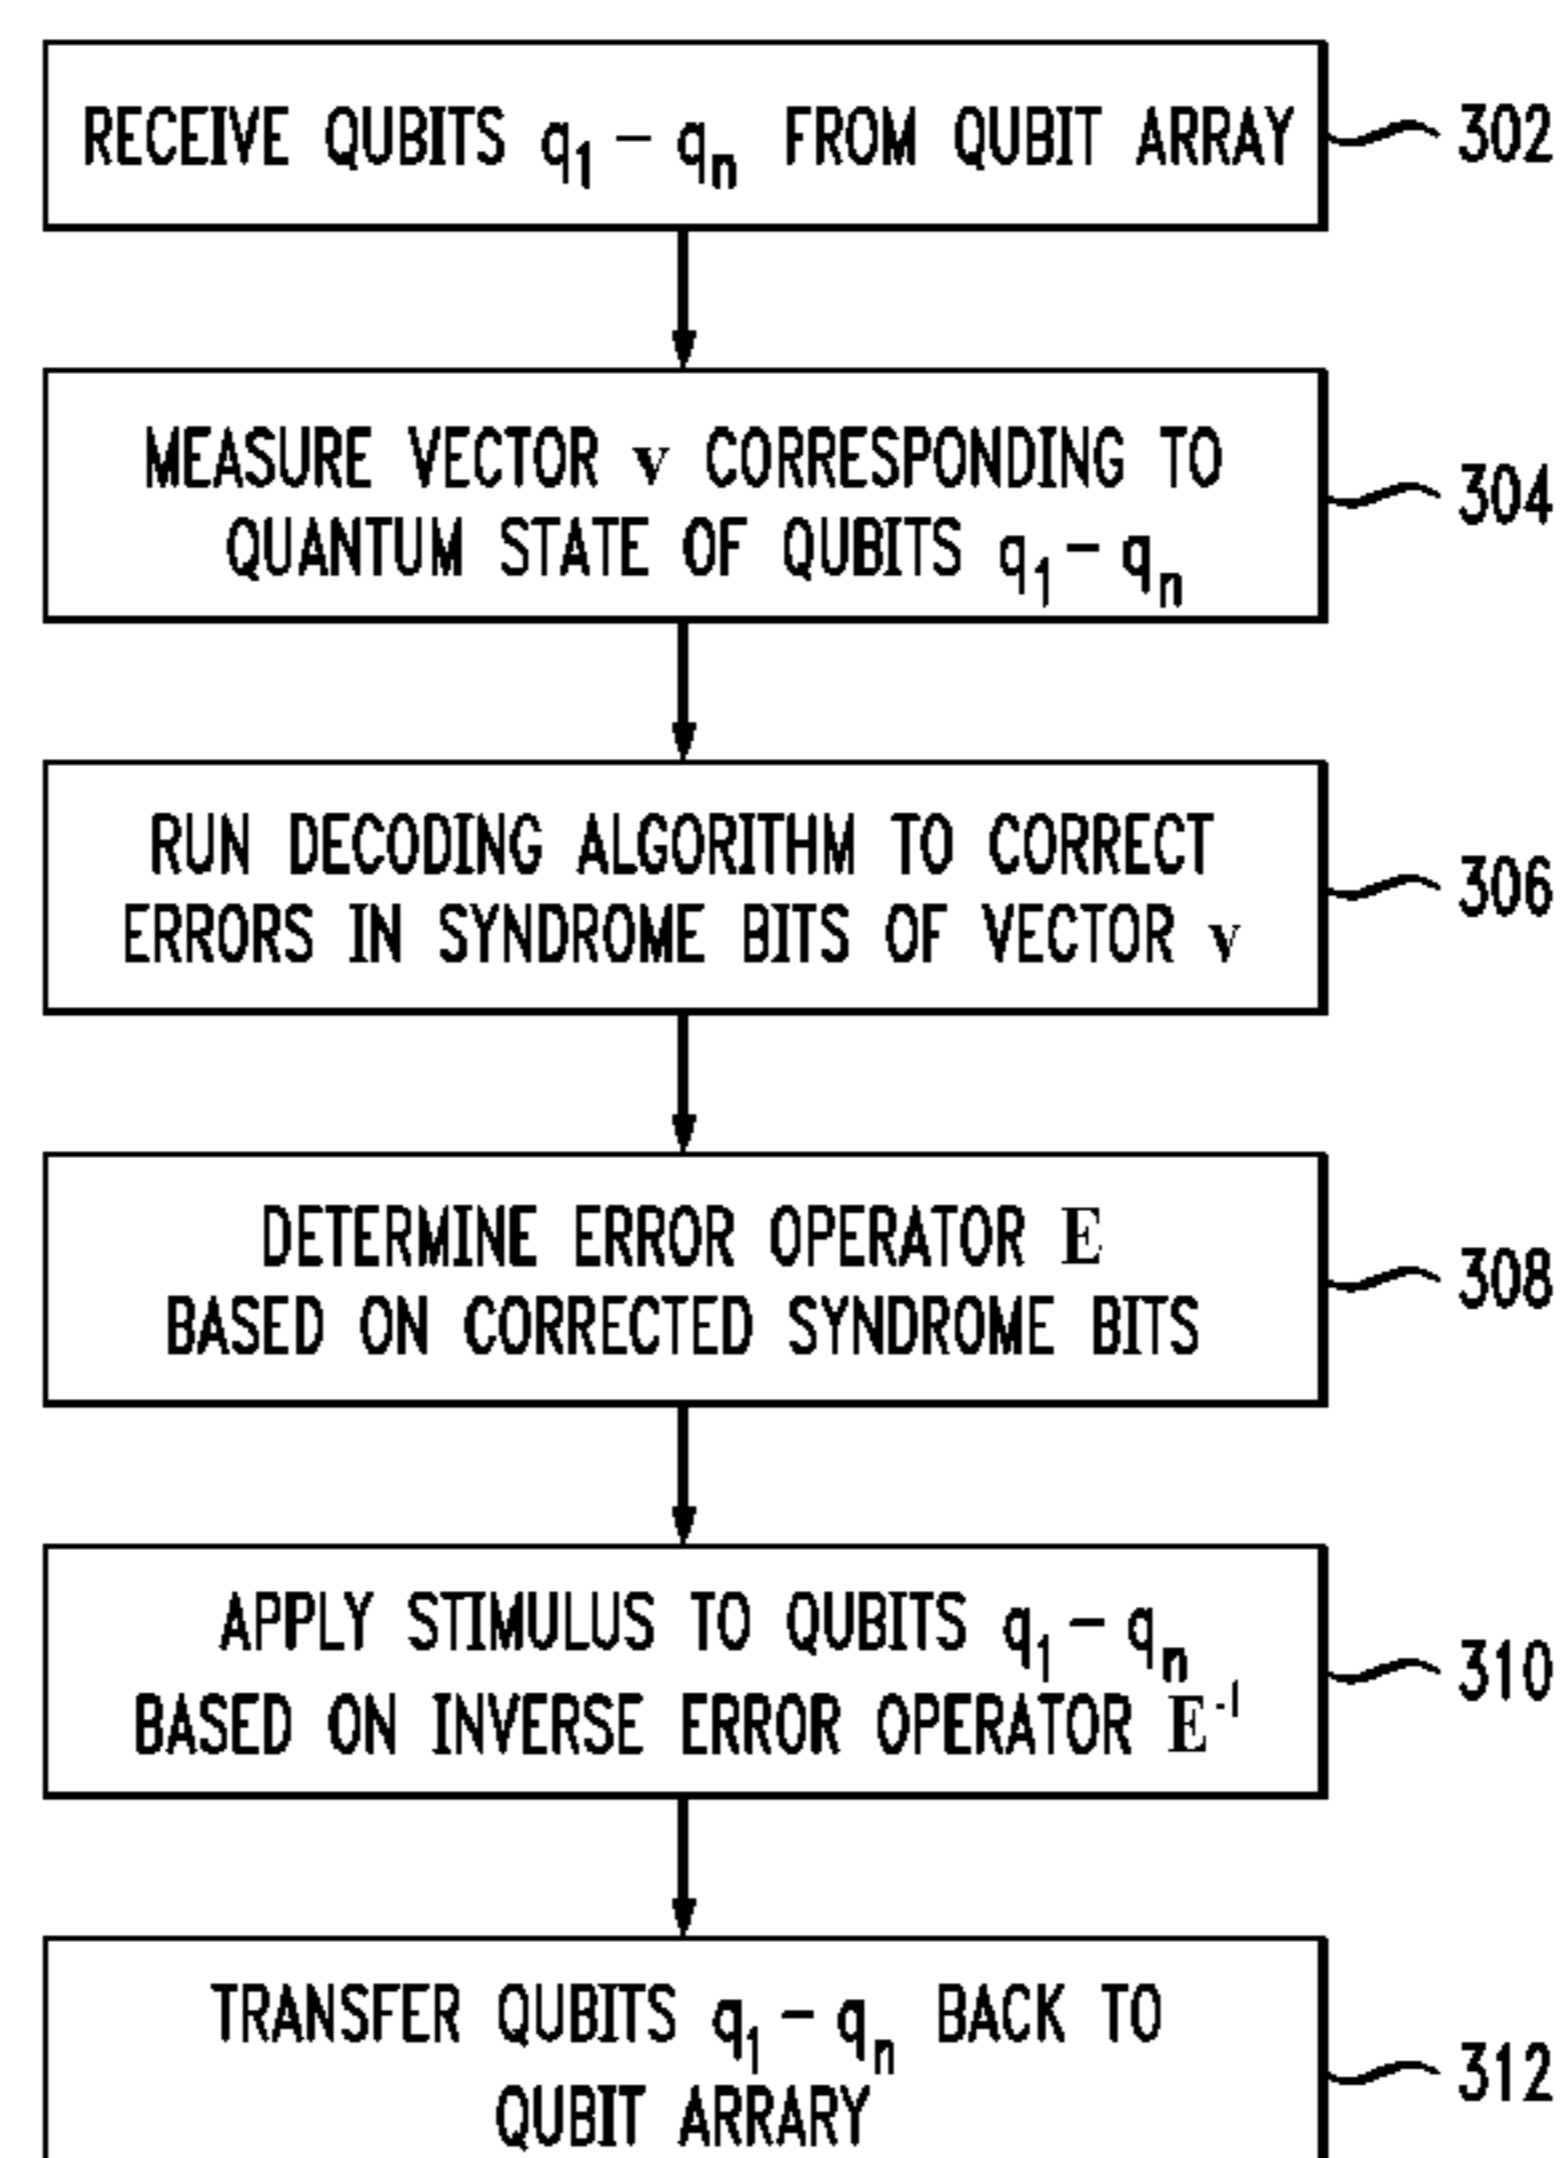 RECEIVE QUBITS q1 – qn FROM QUBIT ARRAY
302
MEASURE VECTOR v CORRESPONDING TO
QUANTUM STATE OF QUBITS q1 – qn
304
RUN DECODING ALGORITHM TO CORRECT
ERRORS IN SYNDROME BITS OF VECTOR v
306
DETERMINE ERROR OPERATOR E
BASED ON CORRECTED SYNDROME BITS
308
APPLY STIMULUS TO QUBITS q1 – qn
BASED ON INVERSE ERROR OPERATOR E-1
310
TRANSFER QUBITS q1 – qn BACK TO
QUBIT ARRARY
312